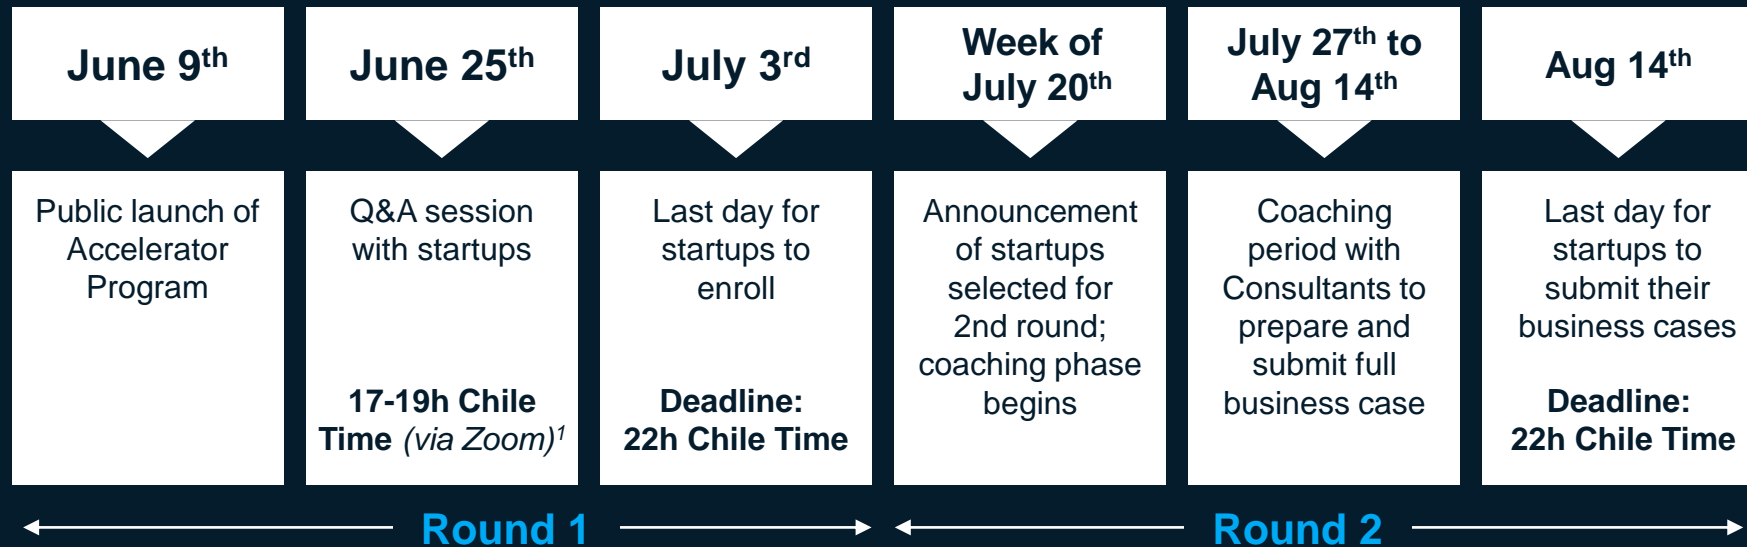 June 9th
June 25th
July 3rd
Week of
July 20th
July 27th to
Aug 14th
Aug 14th
Public launch of
Accelerator
Program
Q&A session
with startups
17-19h Chile
Time (via Zoom)1
Last day for
startups to
enroll
Deadline:
22h Chile Time
Announcement
of startups
selected for
2nd round;
coaching phase
begins
Coaching
period with
Consultants to
prepare and
submit full
business case
Last day for
startups to
submit their
business cases
Deadline:
22h Chile Time
Round 1
Round 2